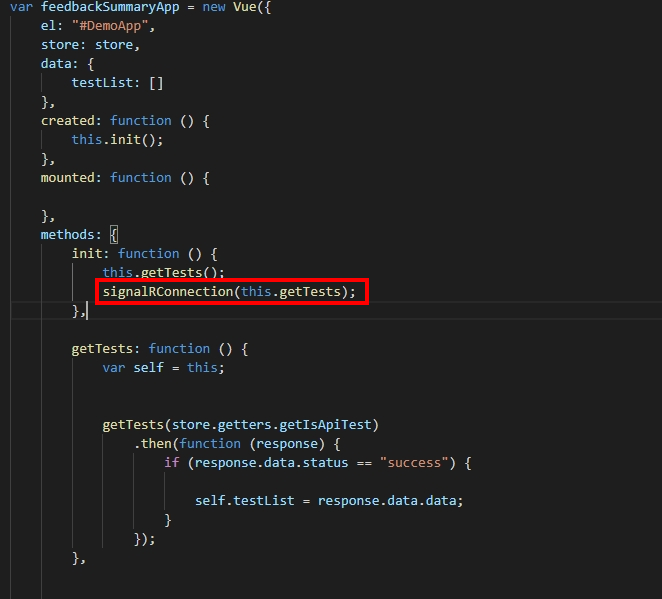 var feedbackSummaryApp = new Vue({
el: "#DemoApp",
store: store,
data: {
testList: []
},
created: function () {
this.init();
},
mounted: function () {
},
methods: {
init: function () {
this.getTests();
signalRConnection(this.getTests);
},
getTests: function () {
var self = this;
getTests(store.getters.getIsApiTest)
.then(function (response) {
if (response.data.status == "success") {
self.testList = response.data.data;
}
});
},